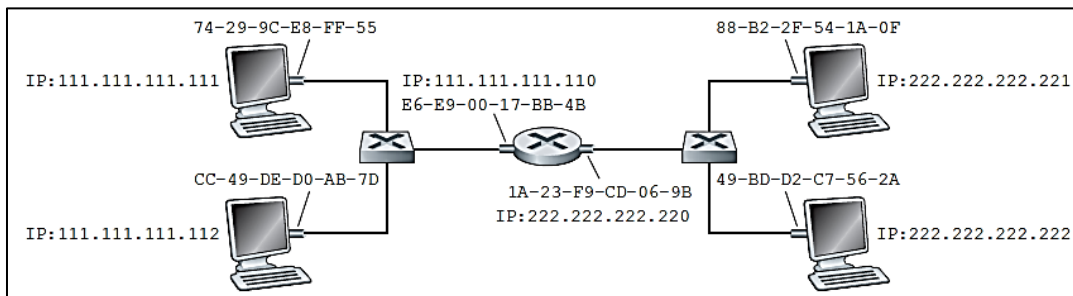 74-29-9C-E8-FF-55
88-B2-2F-54-1A-0F
IP:111.111.111.111
IP:111.111.111.110
IP:222.222.222.221
E6-E9-00-17-BB-4B
CC-49-DE-D0-AB-7D
1A-23-F9-CD-06-9B
49-BD-D2-C7-56-2A
IP:111.111.111.112
IP:222.222.222.220
IP:222.222.222.222